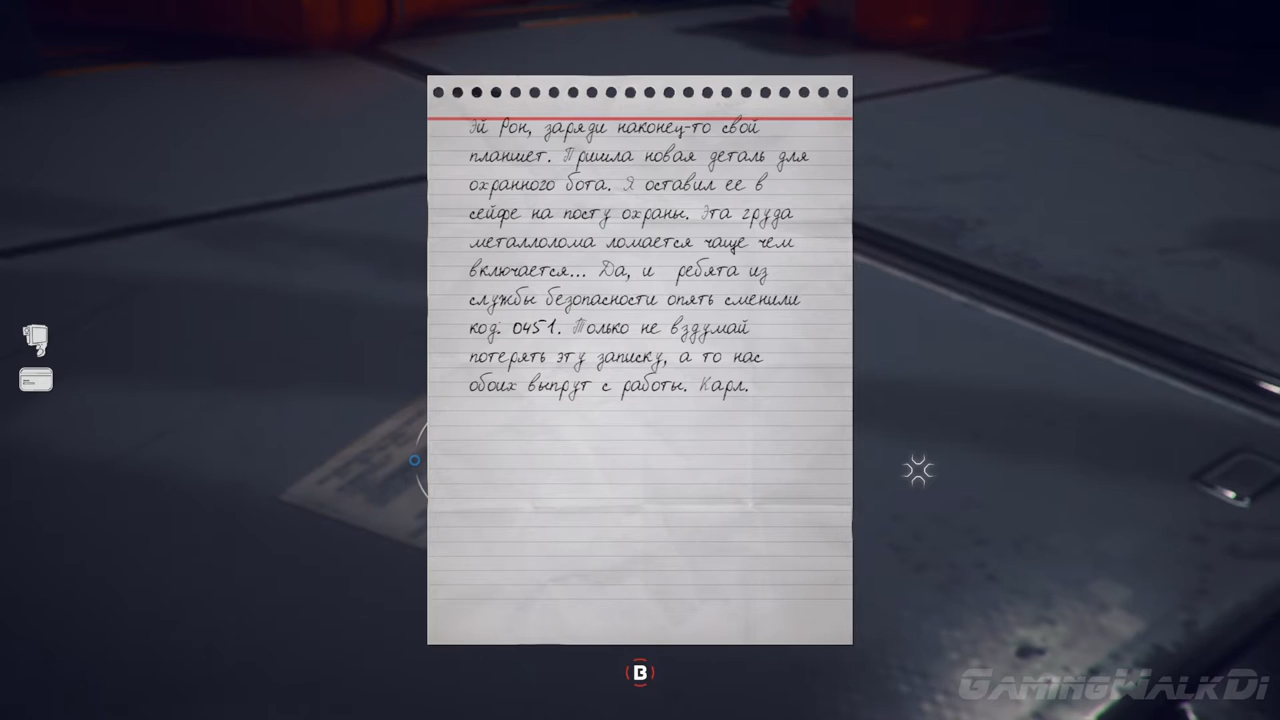 Эй Рон, заряди наконец-то свой
планшет. Пришла новая деталь для
охранного бота. Я оставил ее в
сейфе на посту охраны. Эта груда
металлолома ломается чаще чем
включается... Да, и ребята из
службы безопасности опять сменили
код: 0451. Только не вздумай
потерять эту записку, а то нас
обоих выпрут с работы. Карл.
B
GamingWalkDi